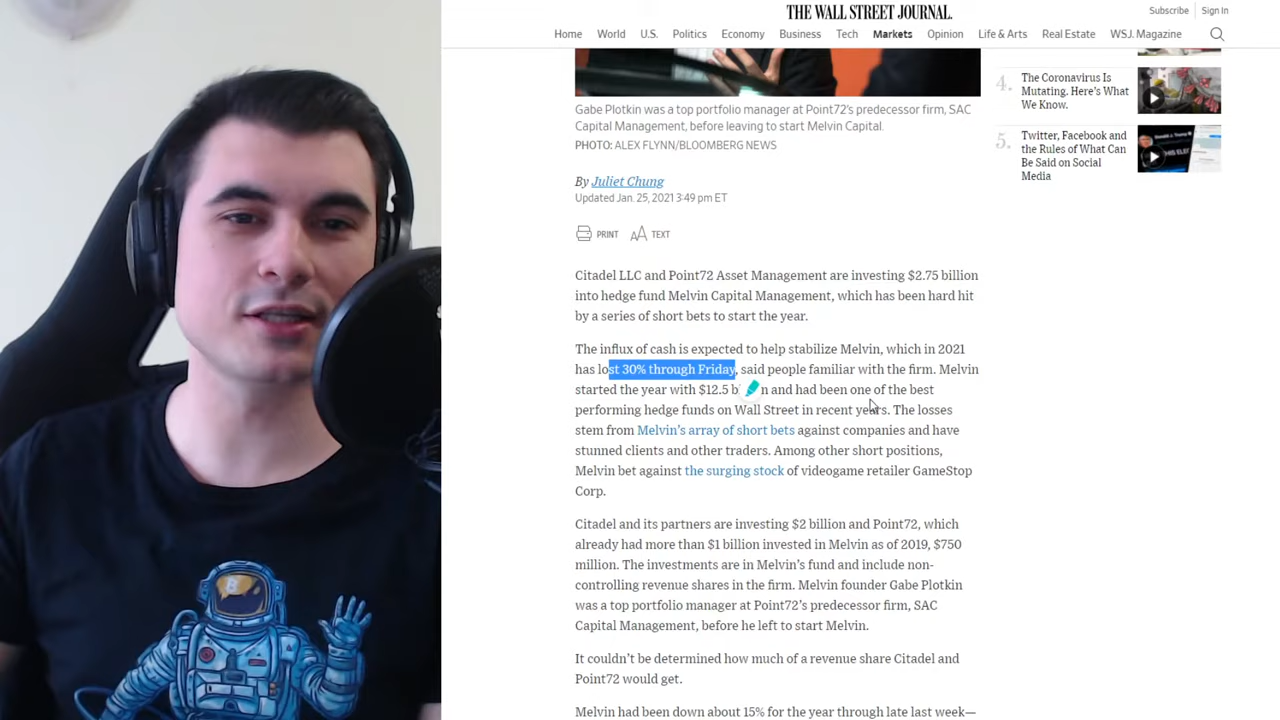 THE WALL STREET JOURNAL.
Subscribe
Sign In
Home
World
U.S.
Politics
Economy
Business
Tech
Markets
Opinion
Life & Arts
Real Estate
WSJ. Magazine
Gabe Plotkin was a top portfolio manager at Point72's predecessor firm, SAC
Capital Management, before leaving to start Melvin Capital.
PHOTO: ALEX FLYNN/BLOOMBERG NEWS
By Juliet Chung
Updated Jan. 25, 2021 3:49 pm ET
PRINT
AA TEXT
Citadel LLC and Point72 Asset Management are investing $2.75 billion
into hedge fund Melvin Capital Management, which has been hard hit
by a series of short bets to start the year.
The influx of cash is expected to help stabilize Melvin, which in 2021
has lost 30% through Friday, said people familiar with the firm. Melvin
started the year with $12.5 b n and had been one of the best
performing hedge funds on Wall Street in recent years. The losses
stem from Melvin's array of short bets against companies and have
stunned clients and other traders. Among other short positions,
Melvin bet against the surging stock of videogame retailer GameStop
Corp.
Citadel and its partners are investing $2 billion and Point72, which
already had more than $1 billion invested in Melvin as of 2019, $750
million. The investments are in Melvin's fund and include non-
controlling revenue shares in the firm. Melvin founder Gabe Plotkin
was a top portfolio manager at Point72's predecessor firm, SAC
Capital Management, before he left to start Melvin.
It couldn't be determined how much of a revenue share Citadel and
Point72 would get.
Melvin had been down about 15% for the year through late last week—
4.
The Coronavirus Is
Mutating. Here's What
We Know.
5.
Twitter, Facebook and
the Rules of What Can
Be Said on Social
Media
B